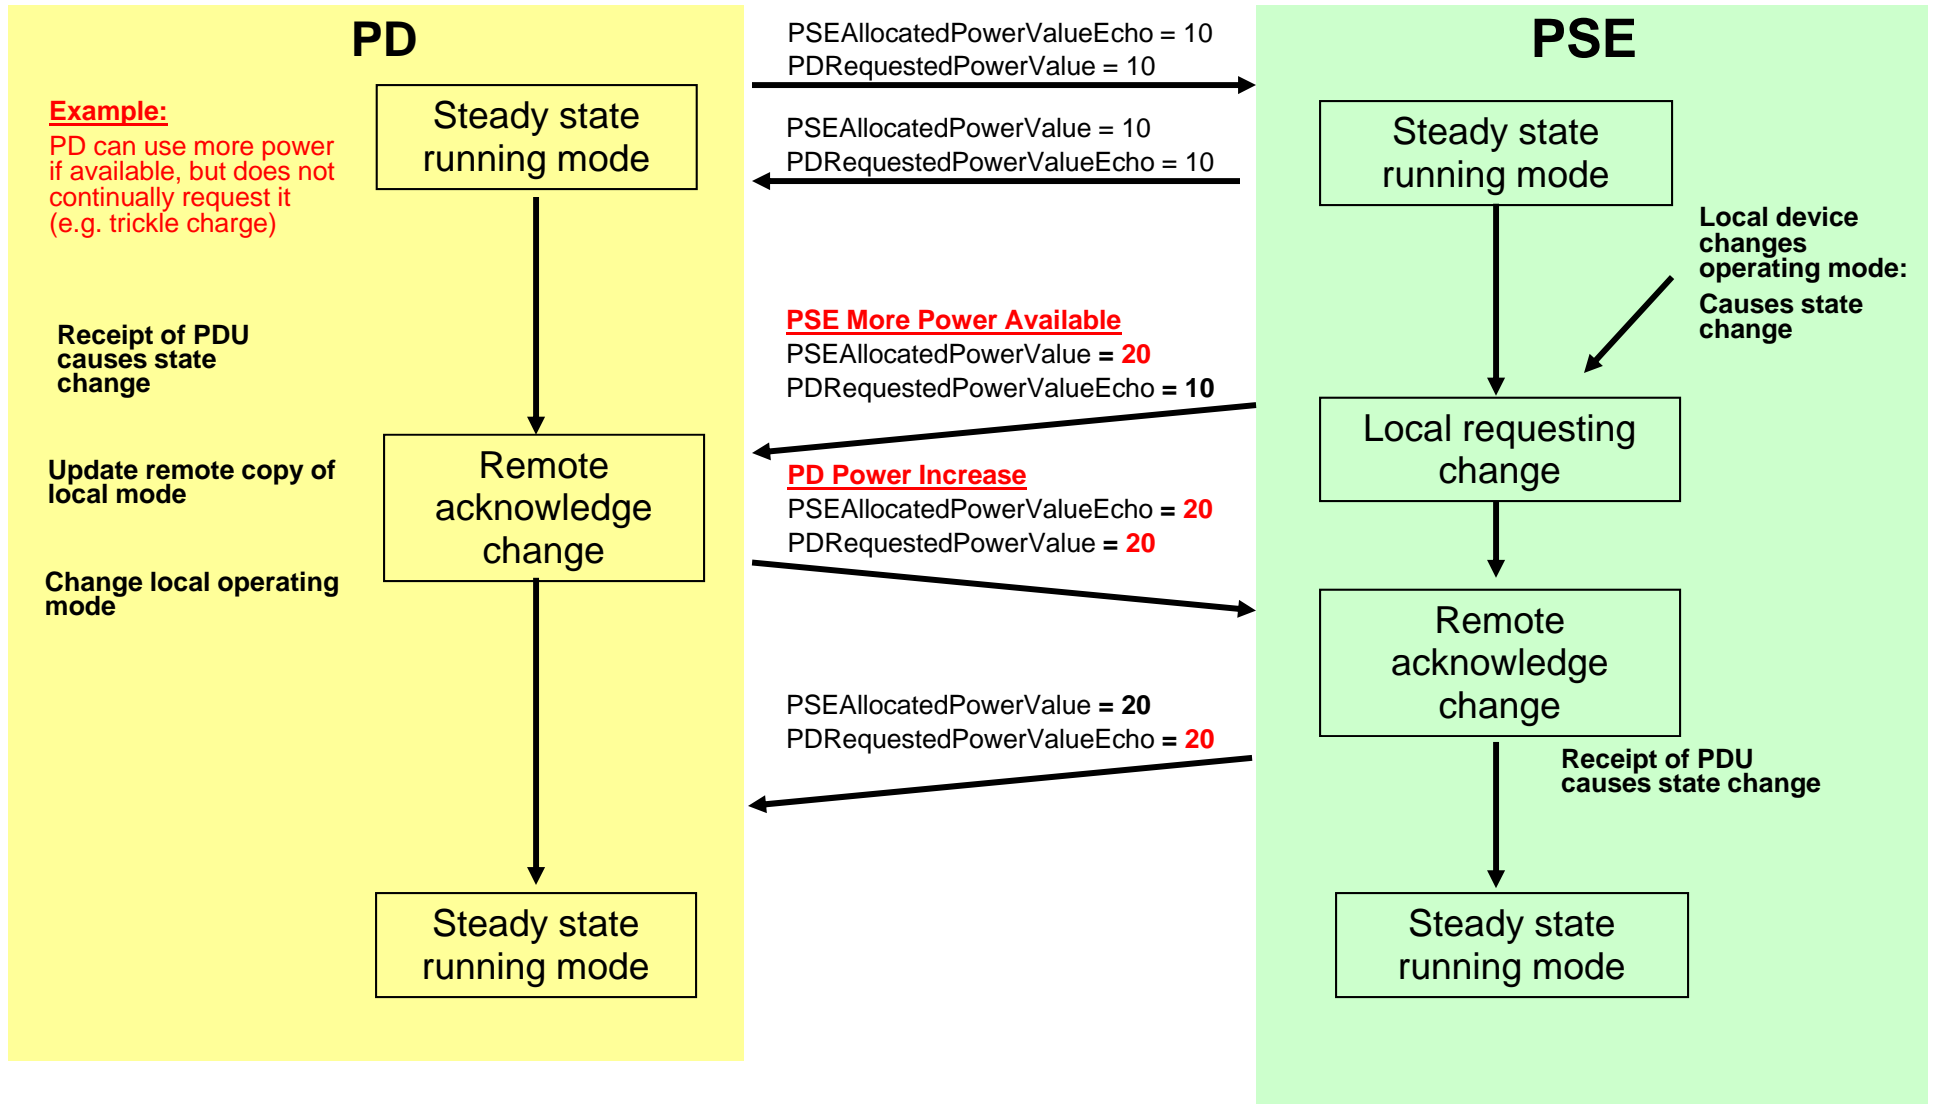 PD
Example:
PD can use more power
if available, but does not
continually request it
(e.g. trickle charge)
Steady state
running mode
Receipt of PDU
causes state
change
Update remote copy of
local mode
Remote
acknowledge
change
Change local operating
mode
Steady state
running mode
PSEAllocatedPowerValueEcho = 10
PDRequestedPowerValue = 10
PSEAllocatedPowerValue = 10
PDRequestedPowerValueEcho = 10
PSE More Power Available
PSEAllocatedPowerValue = 20
PDRequestedPowerValueEcho = 10
PD Power Increase
PSEAllocatedPowerValueEcho = 20
PDRequestedPowerValue = 20
PSEAllocatedPowerValue = 20
PDRequestedPowerValueEcho = 20
PSE
Steady state
running mode
Local device
changes
operating mode:
Causes state
change
Local requesting
change
Remote
acknowledge
change
Receipt of PDU
causes state change
Steady state
running mode